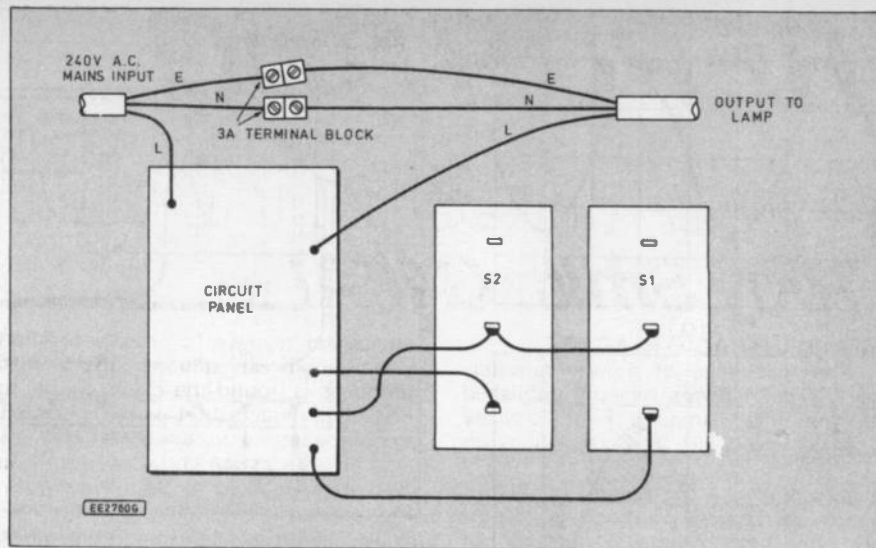 240V A.C.
MAINS INPUT
E
E
N
N
OUTPUT TO
LAMP
3A TERMINAL BLOCK
L
L
S2
S1
CIRCUIT
PANEL
EE2760G